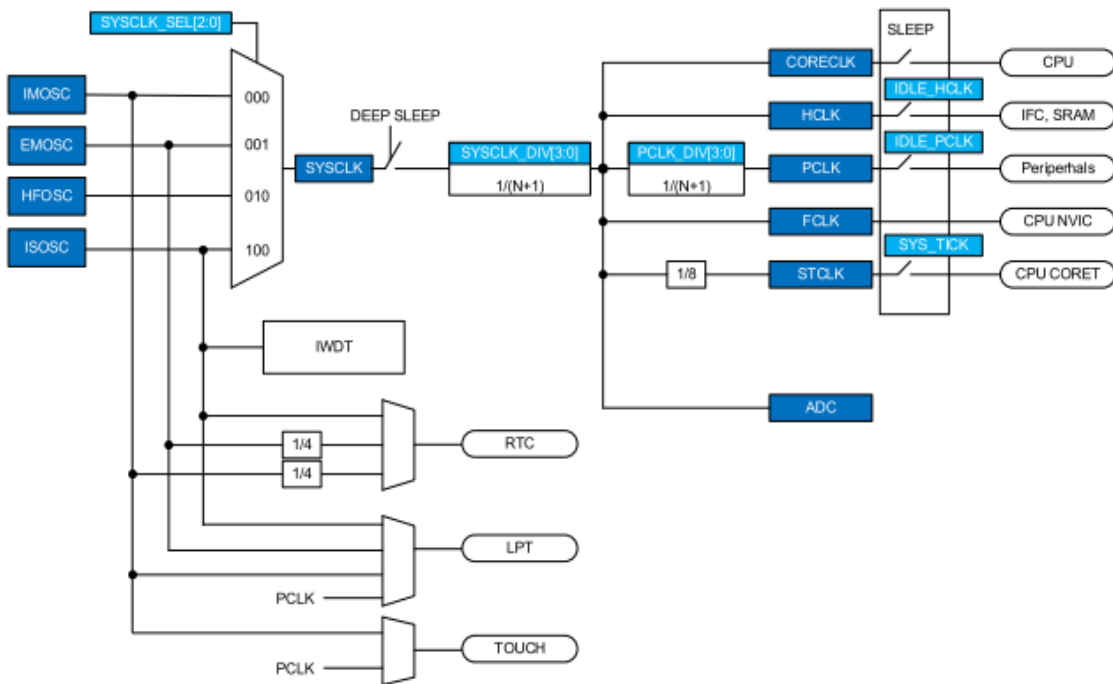 SYSCLK_SEL[2:0]
SLEEP
IMOSC
000
CORECLK
CPU
IDLE_HCLK
DEEP SLEEP
HCLK
IFC, SRAM
EMOSC
001
SYSCLK_DIV[3:0]
PCLK_DIV[3:0]
IDLE_PCLK
SYSCLK
1/(N+1)
1/(N+1)
PCLK
Periperhals
HFOSC
010
FCLK
CPU NVIC
ISOSC
100
SYS_TICK
1/8
STCLK
CPU CORET
IWDT
ADC
1/4
RTC
1/4
LPT
PCLK
TOUCH
PCLK